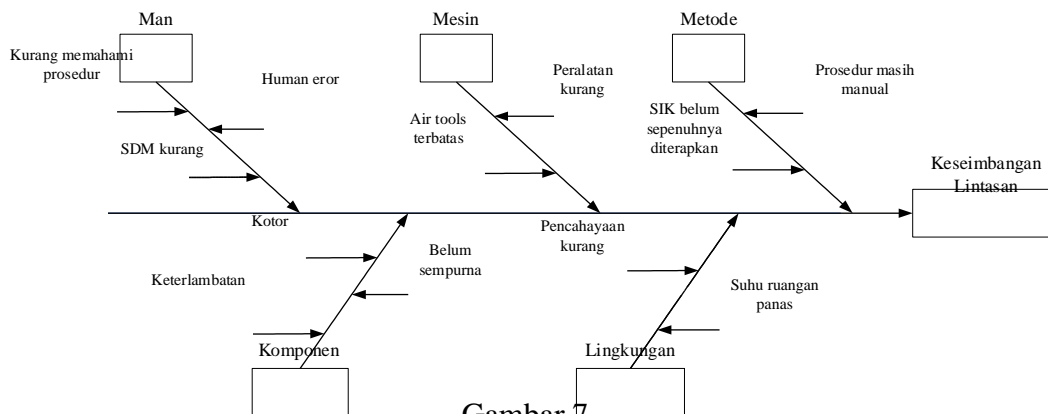 Man
Mesin
Metode
Kurang memahami
prosedur
Human eror
SDM kurang
Peralatan
kurang
Air tools
terbatas
Prosedur masih
manual
SIK belum
sepenuhnya
diterapkan
Keseimbangan
Lintasan
Kotor
Keterlambatan
Belum
sempurna
Pencahayaan
kurang
Suhu ruangan
panas
Komponen
Lingkungan
Gambar 7